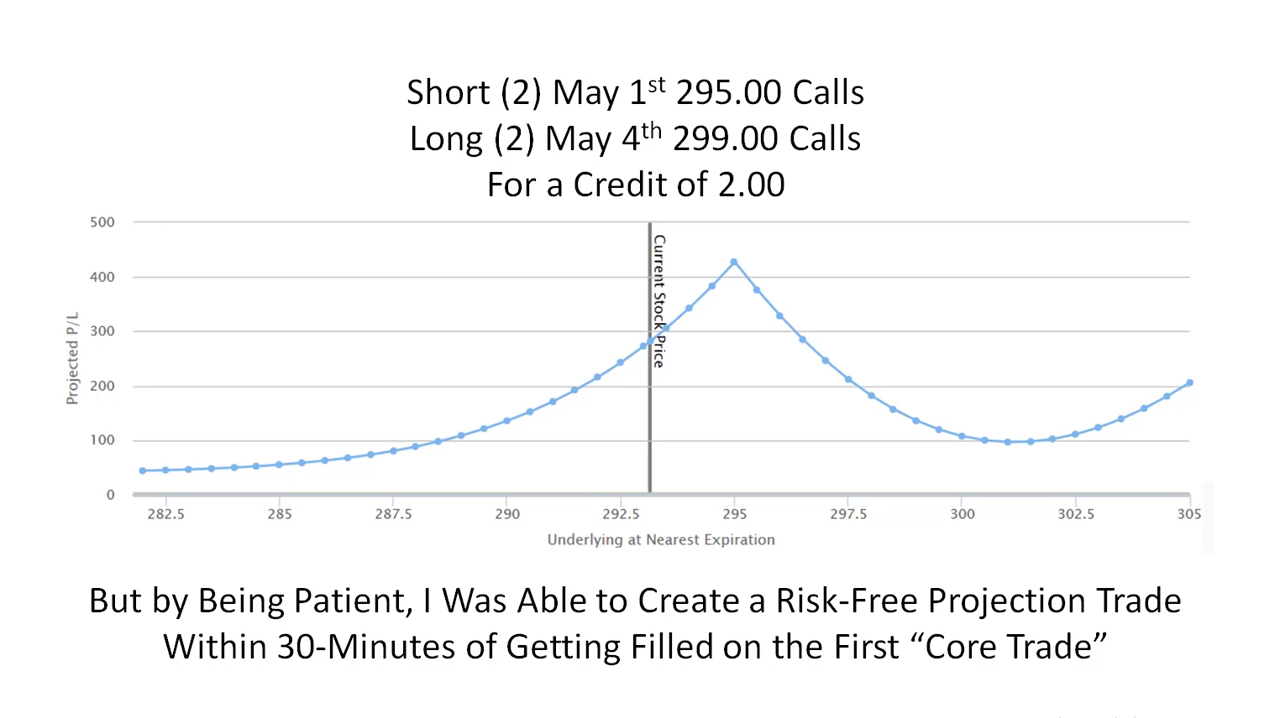 Short (2) May 1st 295.00 Calls
Long (2) May 4th 299.00 Calls
For a Credit of 2.00
500
400
300
200
100
0
Projected P/L
Current Stock Price
282.5
285
287.5
290
292.5
295
297.5
300
302.5
305
Underlying at Nearest Expiration
But by Being Patient, I Was Able to Create a Risk-Free Projection Trade
Within 30-Minutes of Getting Filled on the First “Core Trade”